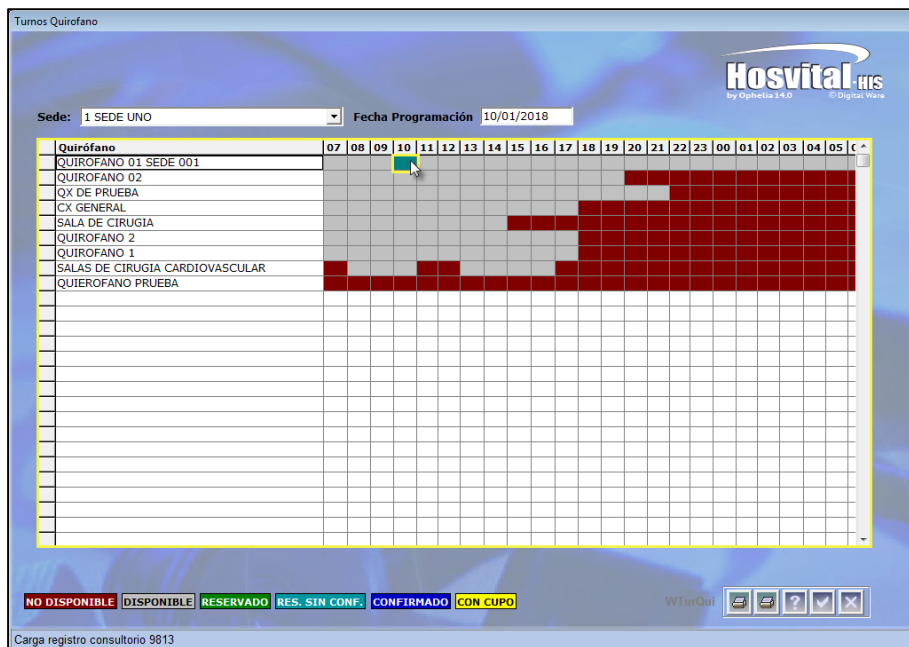 Turnos Quirofano
Hosvital-HIS
by Ophelia 14.0 © Digital Ware
Sede: 1 SEDE UNO Fecha Programación 10/01/2018
Quirófano 07 08 09 10 11 12 13 14 15 16 17 18 19 20 21 22 23 00 01 02 03 04 05
QUIROFANO 01 SEDE 001
QUIROFANO 02
QX DE PRUEBA
CX GENERAL
SALA DE CIRUGIA
QUIROFANO 2
QUIROFANO 1
SALAS DE CIRUGIA CARDIOVASCULAR
QUIEROFANO PRUEBA
NO DISPONIBLE DISPONIBLE RESERVADO RES. SIN CONF. CONFIRMADO CON CUPO WTurQui ?
Carga registro consultorio 9813